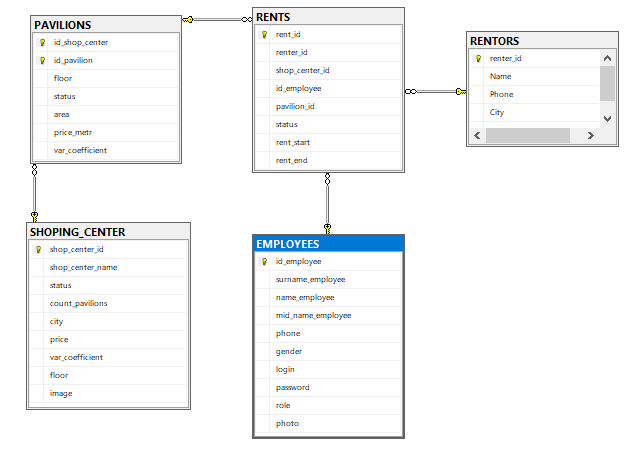 PAVILIONS
id_shop_center
id_pavilion
floor
status
area
price_metr
var_coefficient
RENTS
rent_id
renter_id
shop_center_id
id_employee
pavilion_id
status
rent_start
rent_end
RENTORS
renter_id
Name
Phone
City
SHOPING_CENTER
shop_center_id
shop_center_name
status
count_pavilions
city
price
var_coefficient
floor
image
EMPLOYEES
id_employee
surname_employee
name_employee
mid_name_employee
phone
gender
login
password
role
photo